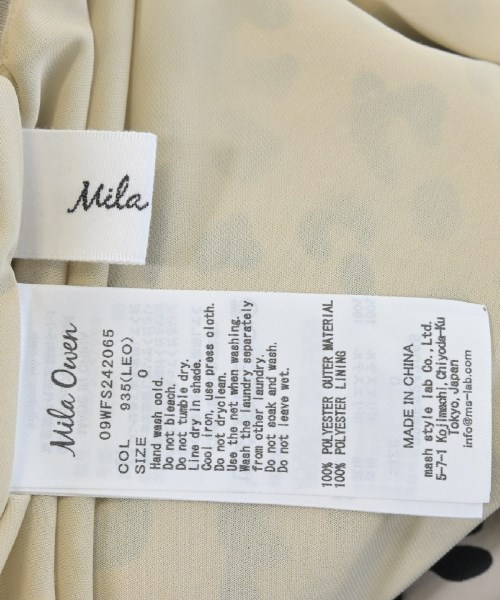 Mila
Mila Owen
09WFS242065
COL 935(LEO)
SIZE 0
Hand wash cold.
Do not bleach.
Do not tumble dry.
Line dry in shade.
Cool iron, use press cloth.
Do not dryclean.
Use the net when washing.
Wash the laundry separately
from other laundry.
Do not soak and wash.
Do not leave wet.
100% POLYESTER OUTER MATERIAL
100% POLYESTER LINING
MADE IN CHINA
mash style lab Co., Ltd.
5-7-1 Kojimachi, Chiyoda-Ku
Tokyo, Japan
info@ms-lab.com